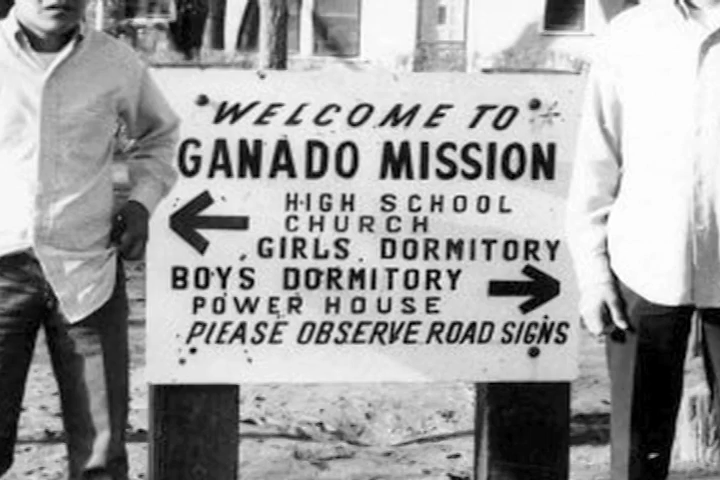 WELCOME TO
GANADO MISSION
HIGH SCHOOL
CHURCH
GIRLS DORMITORY
BOYS DORMITORY
POWER HOUSE
PLEASE OBSERVE ROAD SIGNS